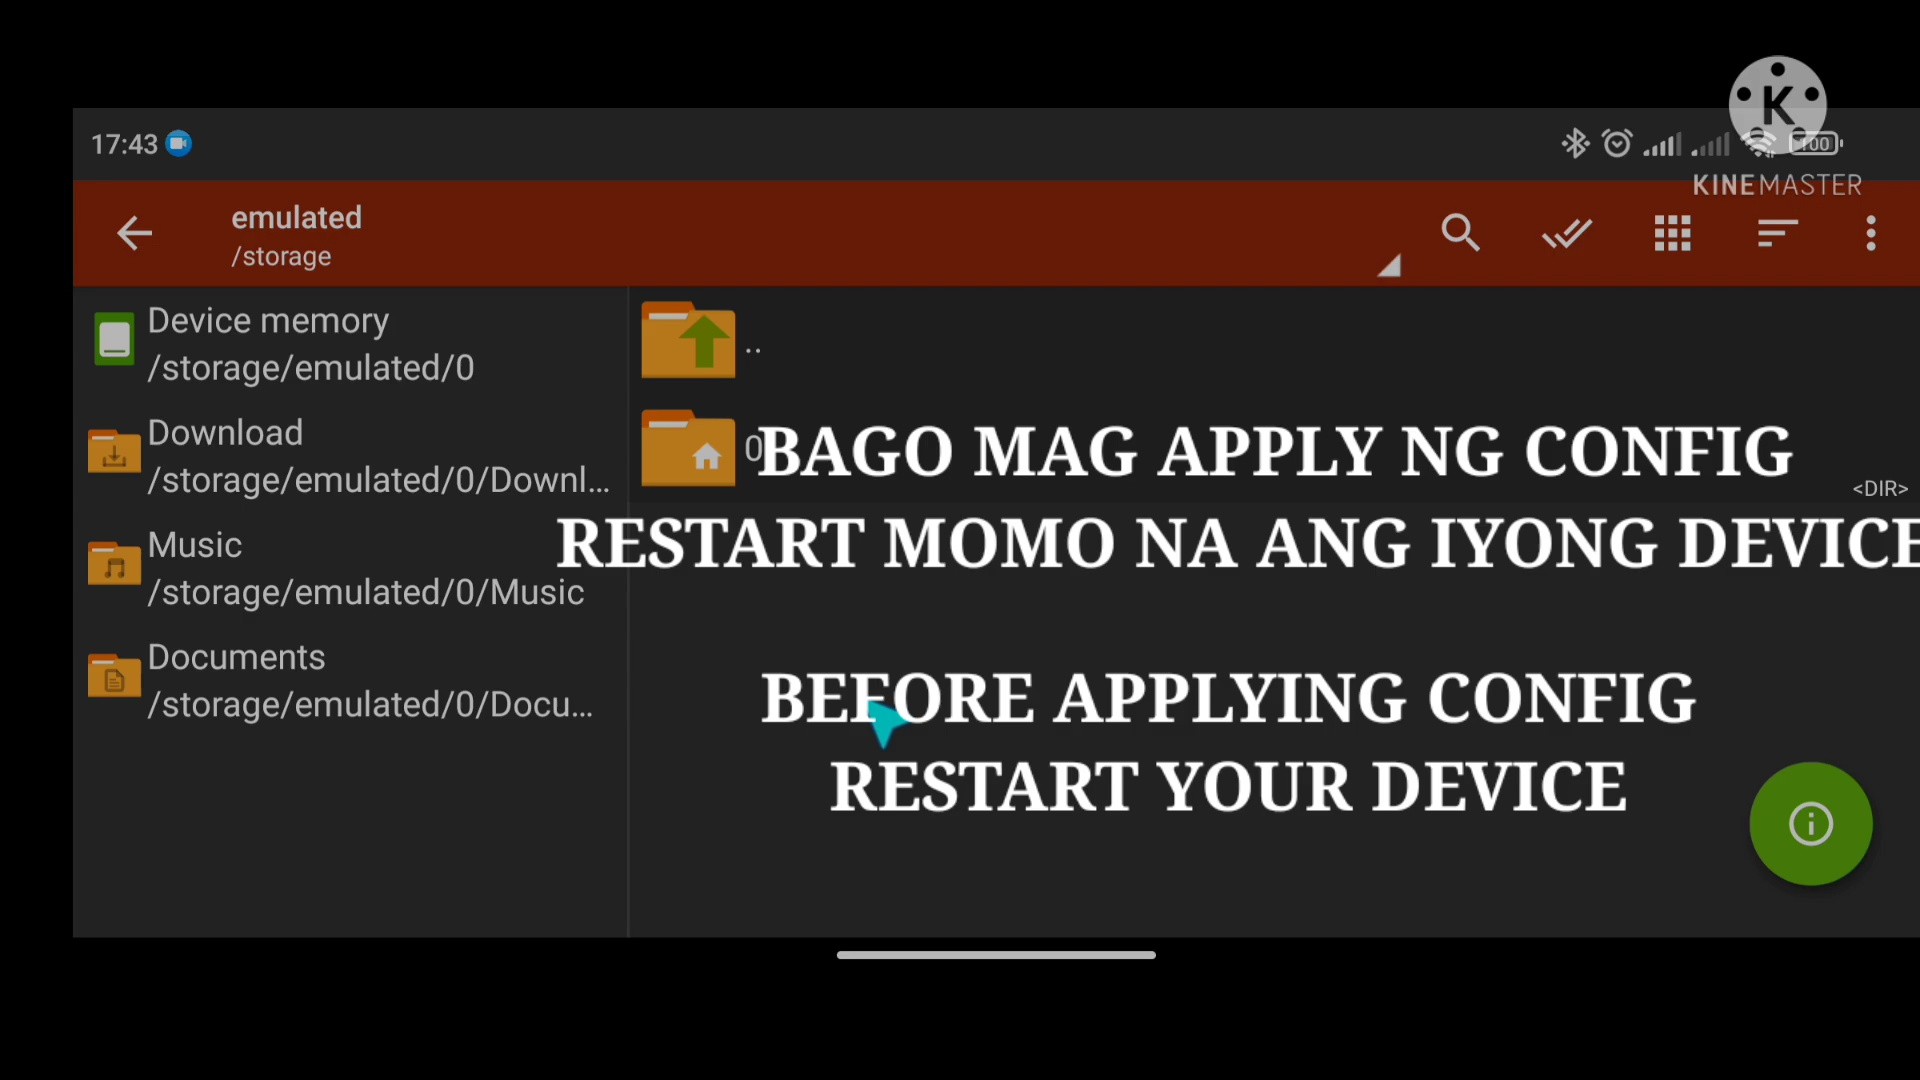 17:43
100
KINEMASTER
emulated
/storage
Device memory
/storage/emulated/0
Download
/storage/emulated/0/Downl...
Music
/storage/emulated/0/Music
Documents
/storage/emulated/0/Docu...
..
0
<DIR>
BAGO MAG APPLY NG CONFIG
RESTART MOMO NA ANG IYONG DEVICE
BEFORE APPLYING CONFIG
RESTART YOUR DEVICE